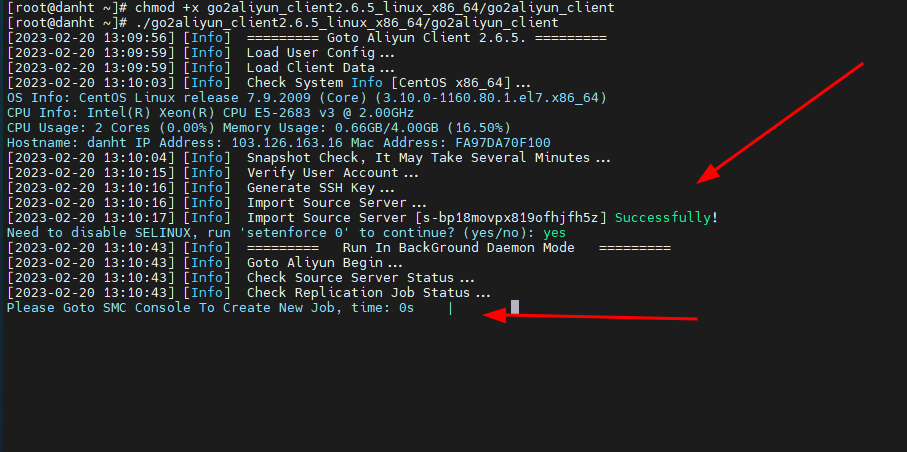 [root@danht ~]# chmod +x go2aliyun_client2.6.5_linux_x86_64/go2aliyun_client
[root@danht ~]# ./go2aliyun_client2.6.5_linux_x86_64/go2aliyun_client
[2023-02-20 13:09:56] [Info]  ========= Goto Aliyun Client 2.6.5. =========
[2023-02-20 13:09:59] [Info]  Load User Config...
[2023-02-20 13:09:59] [Info]  Load Client Data...
[2023-02-20 13:10:03] [Info]  Check System Info [CentOS x86_64]...
OS Info: CentOS Linux release 7.9.2009 (Core) (3.10.0-1160.80.1.el7.x86_64)
CPU Info: Intel(R) Xeon(R) CPU E5-2683 v3 @ 2.00GHz
CPU Usage: 2 Cores (0.00%) Memory Usage: 0.66GB/4.00GB (16.50%)
Hostname: danht IP Address: 103.126.163.16 Mac Address: FA97DA70F100
[2023-02-20 13:10:04] [Info]  Snapshot Check, It May Take Several Minutes...
[2023-02-20 13:10:15] [Info]  Verify User Account...
[2023-02-20 13:10:16] [Info]  Generate SSH Key...
[2023-02-20 13:10:16] [Info]  Import Source Server...
[2023-02-20 13:10:17] [Info]  Import Source Server [s-bp18movpx819ofhjfh5z] Successfully!
Need to disable SELINUX, run 'setenforce 0' to continue? (yes/no): yes
[2023-02-20 13:10:43] [Info]  =========   Run In BackGround Daemon Mode   =========
[2023-02-20 13:10:43] [Info]  Goto Aliyun Begin...
[2023-02-20 13:10:43] [Info]  Check Source Server Status...
[2023-02-20 13:10:43] [Info]  Check Replication Job Status...
Please Goto SMC Console To Create New Job, time: 0s    |